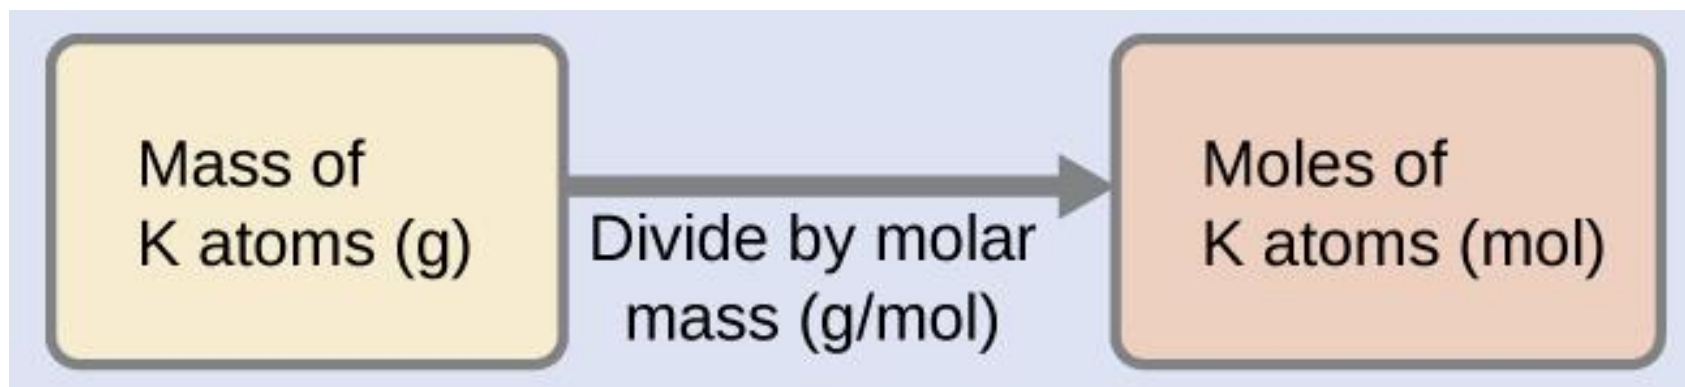 Mass of
K atoms (g)
Divide by molar
mass (g/mol)
Moles of
K atoms (mol)